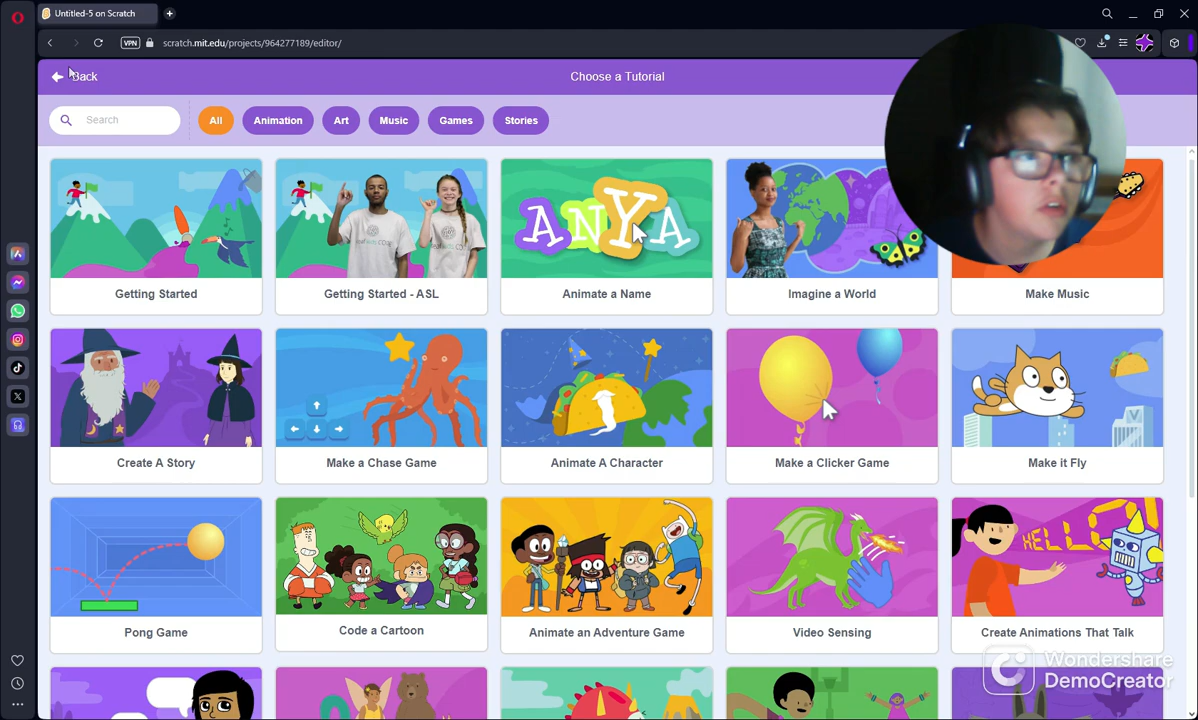 Untitled-5 on Scratch
VPN
scratch.mit.edu/projects/964277189/editor/
Back
Choose a Tutorial
Search
All
Animation
Art
Music
Games
Stories
ANYA
Getting Started
Getting Started - ASL
Animate a Name
Imagine a World
Make Music
Create A Story
Make a Chase Game
Animate A Character
Make a Clicker Game
Make it Fly
HELLO
Pong Game
Code a Cartoon
Animate an Adventure Game
Video Sensing
Create Animations That Talk
Wondershare
DemoCreator